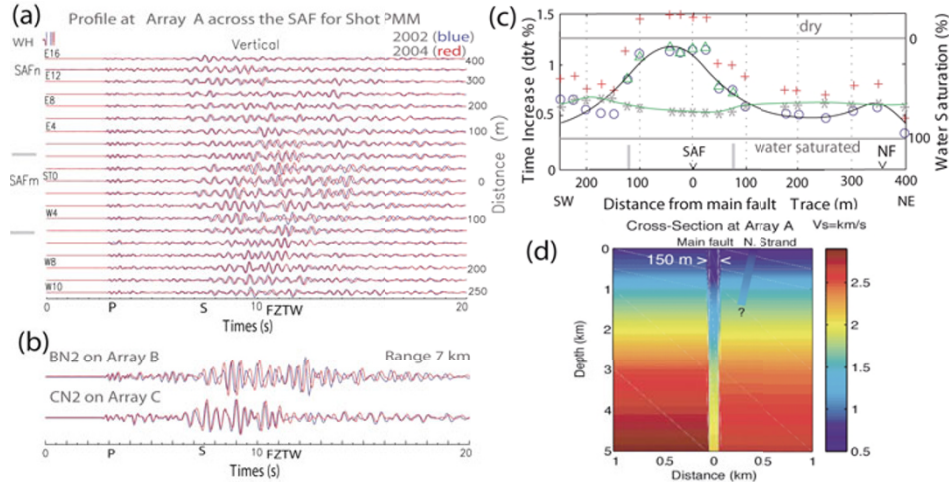 (a)
Profile at Array A across the SAF for Shot PMM
WH
Vertical
2002 (blue)
2004 (red)
SAFn
E16
E12
E8
E4
SAFm
ST0
W4
W8
W10
400
300
200
100
0
100
200
250
Distance (m)
0
P
S
10
FZTW
20
Times (s)
(b)
BN2 on Array B
Range 7 km
CN2 on Array C
0
P
S
10
FZTW
20
Times (s)
(c)
Time Increase (dt/t %)
1.5
1
0.5
0
dry
0
100
Water Saturation (%)
SAF
water saturated
NF
200
100
0
100
200
300
400
SW
Distance from main fault Trace (m)
NE
(d)
Cross-Section at Array A
Vs=km/s
Main fault
N. Strand
150 m
?
0
1
2
3
4
5
Depth (km)
1
0.5
0
0.5
1
Distance (km)
2.5
2
1.5
1
0.5